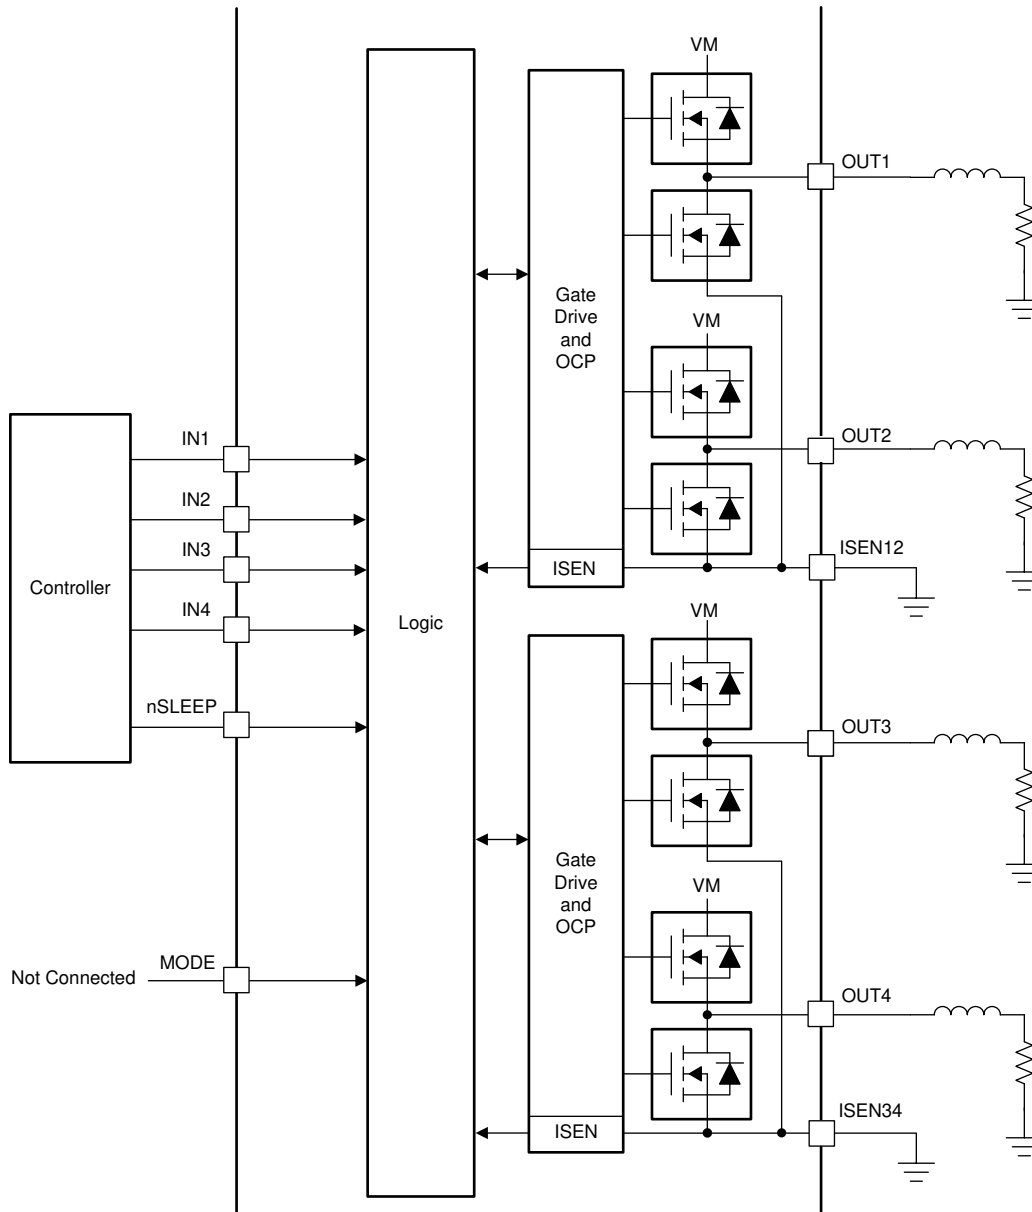 VM
OUT1
Gate
Drive
and
OCP
VM
OUT2
IN1
IN2
IN3
IN4
nSLEEP
Controller
Logic
ISEN
ISEN12
VM
OUT3
Gate
Drive
and
OCP
VM
Not Connected
MODE
OUT4
ISEN
ISEN34